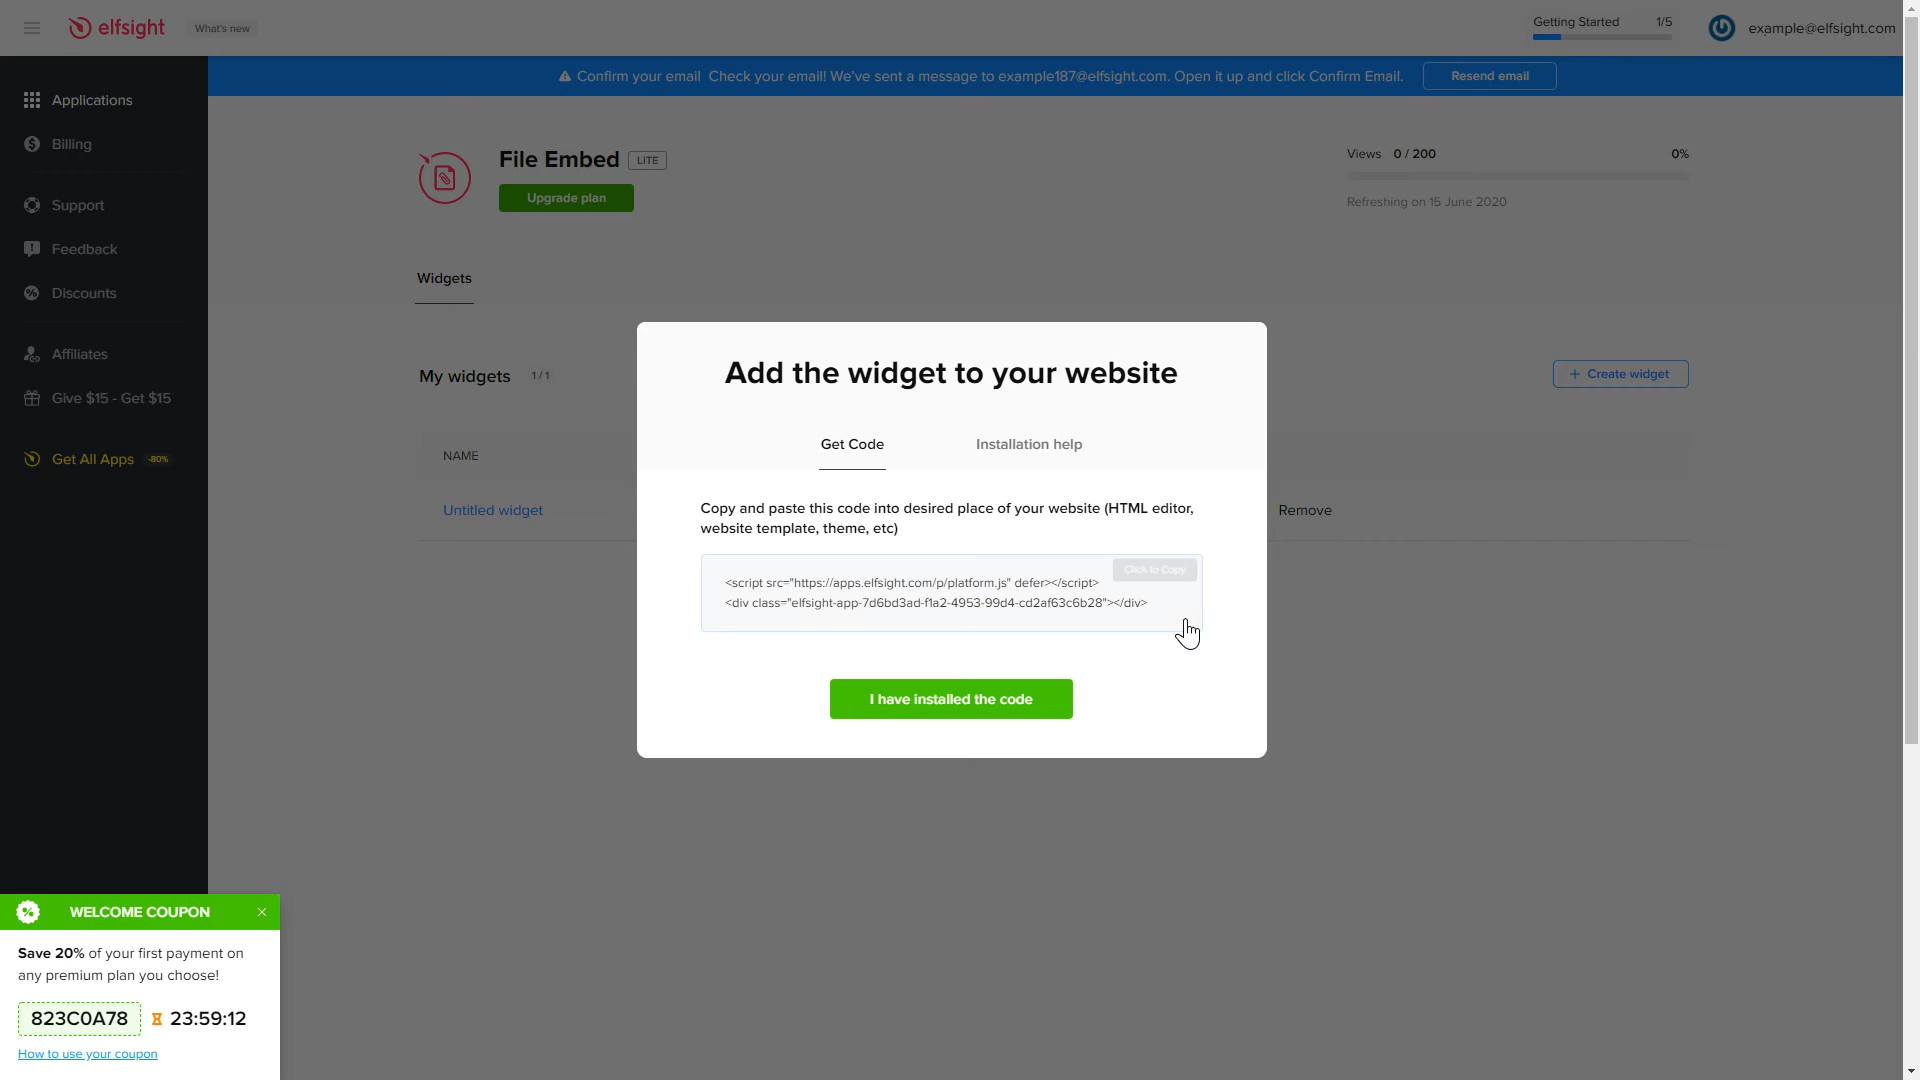 elfsight
What's new
Getting Started 1/5
example@elfsight.com
Confirm your email Check your email! We've sent a message to example187@elfsight.com. Open it up and click Confirm Email.
Resend email
Applications
Billing
Support
Feedback
Discounts
Affiliates
Give $15 - Get $15
Get All Apps -80%
File Embed LITE
Upgrade plan
Views 0 / 200 0%
Refreshing on 15 June 2020
Widgets
My widgets 1 / 1
+ Create widget
NAME
Untitled widget
Remove
Add the widget to your website
Get Code
Installation help
Copy and paste this code into desired place of your website (HTML editor,
website template, theme, etc)
Click to Copy
<script src="https://apps.elfsight.com/p/platform.js" defer></script>
<div class="elfsight-app-7d6bd3ad-f1a2-4953-99d4-cd2af63c6b28"></div>
I have installed the code
WELCOME COUPON
Save 20% of your first payment on
any premium plan you choose!
823C0A78 23:59:12
How to use your coupon